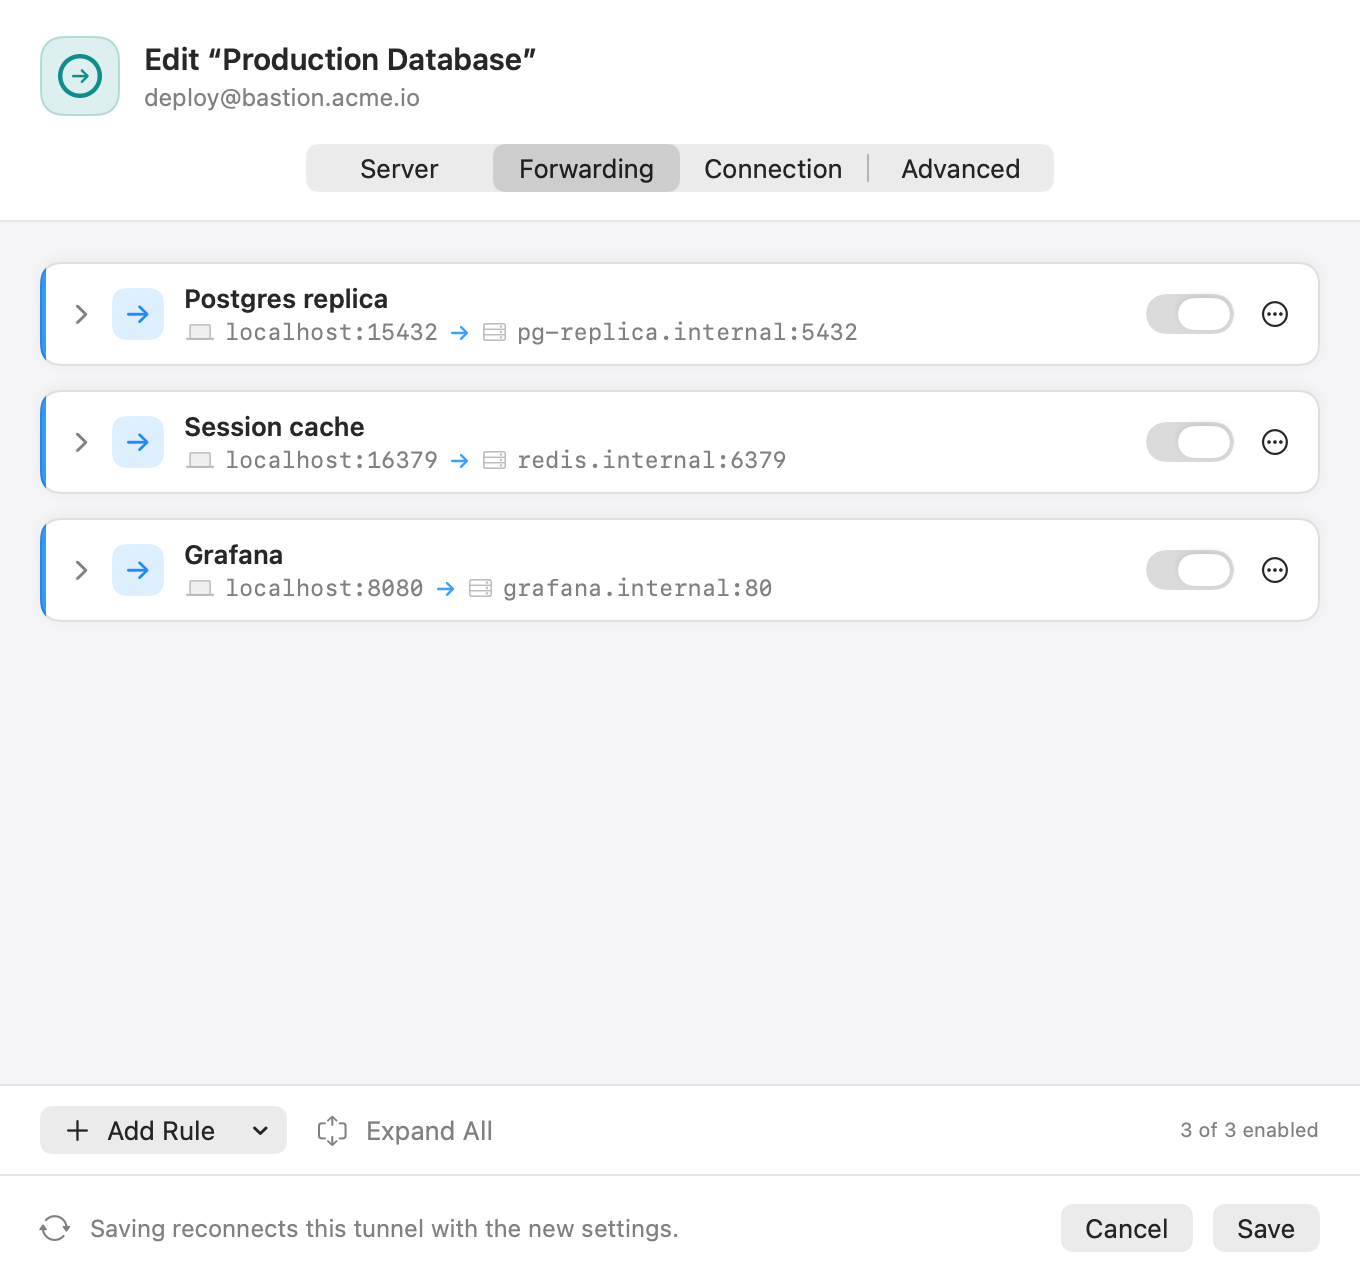 Edit “Production Database”
deploy@bastion.acme.io
Server
Forwarding
Connection
Advanced
Postgres replica
localhost:15432 → pg-replica.internal:5432
Session cache
localhost:16379 → redis.internal:6379
Grafana
localhost:8080 → grafana.internal:80
Add Rule
Expand All
3 of 3 enabled
Saving reconnects this tunnel with the new settings.
Cancel
Save